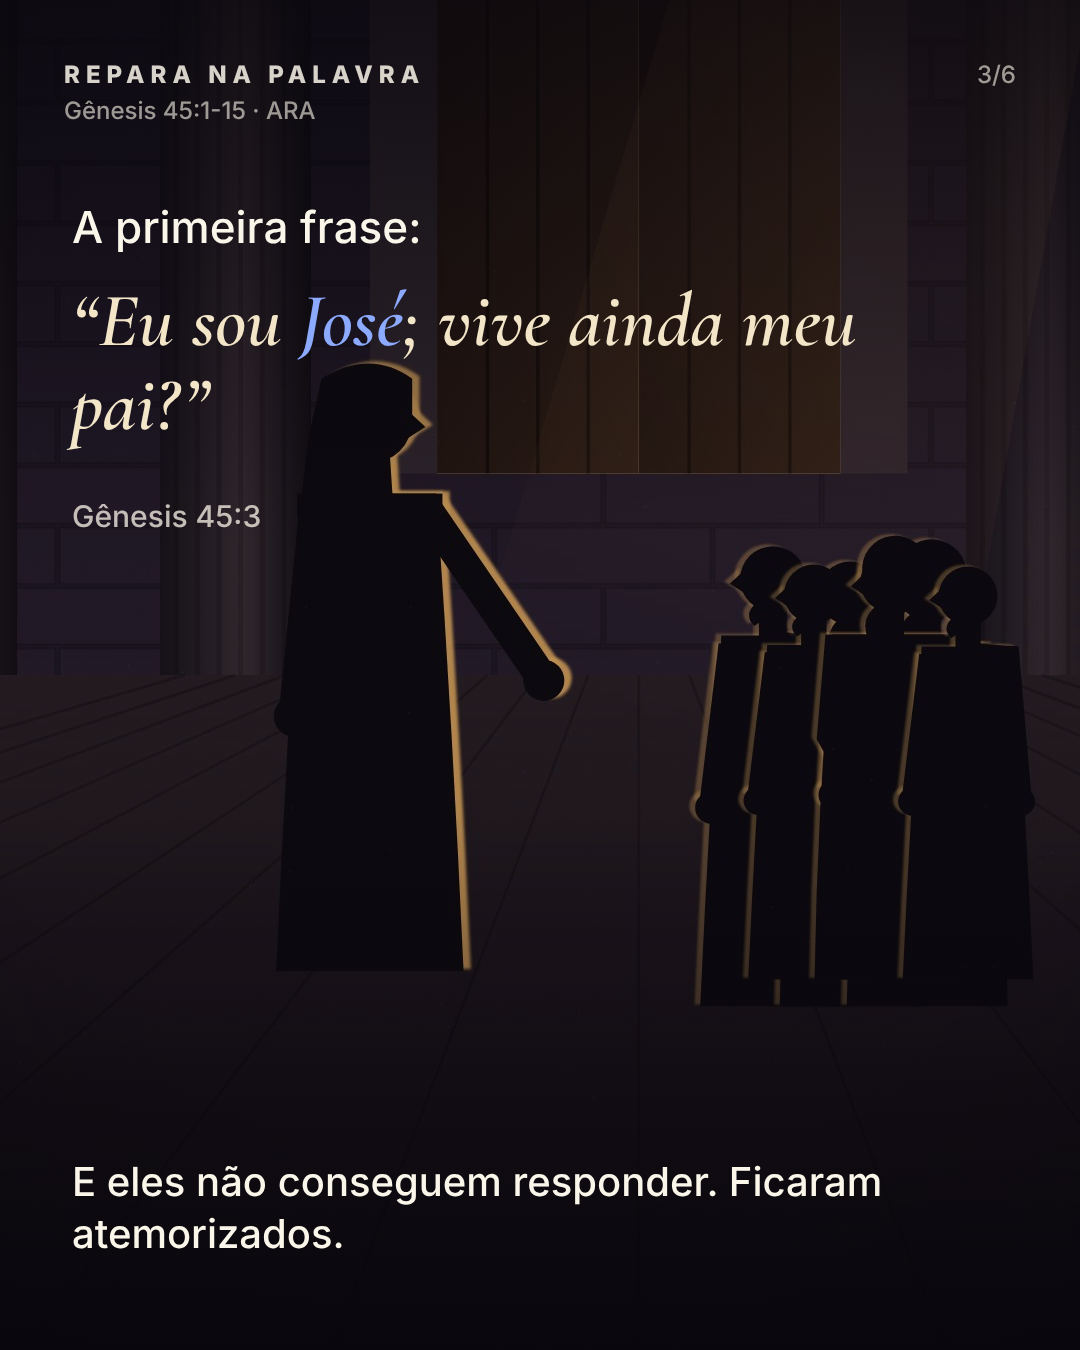 REPARA NA PALAVRA
3/6
Gênesis 45:1-15 · ARA
A primeira frase:
“Eu sou José; vive ainda meu
pai?”
Gênesis 45:3
E eles não conseguem responder. Ficaram
atemorizados.